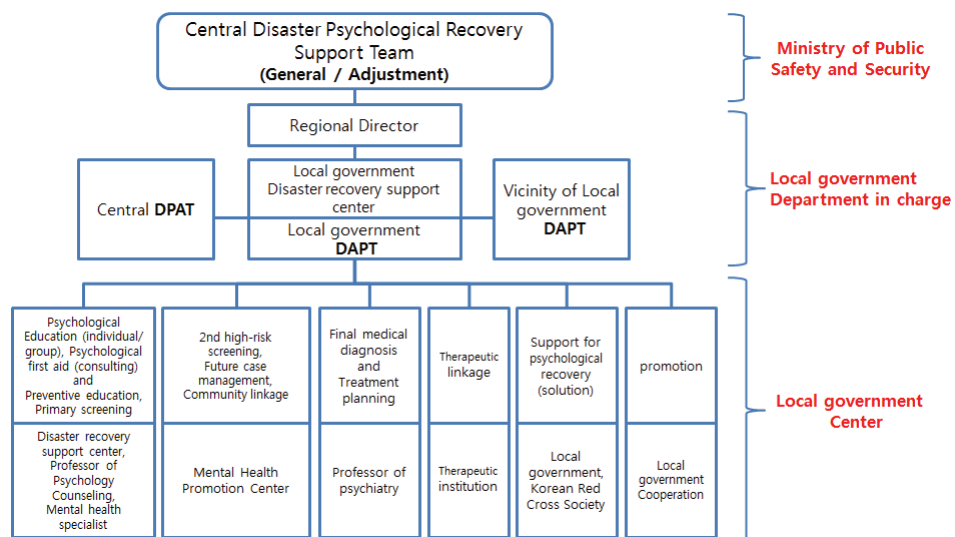 Central Disaster Psychological Recovery
Support Team
(General / Adjustment)
Ministry of Public
Safety and Security
Regional Director
Central DPAT
Local government
Disaster recovery support
center
Local government
DAPT
Vicinity of Local
government
DAPT
Local government
Department in charge
Psychological
Education (individual/
group), Psychological
first aid (consulting)
and
Preventive education,
Primary screening
2nd high-risk
screening,
Future case
management,
Community linkage
Final medical
diagnosis
and
Treatment
planning
Therapeutic
linkage
Support for
psychological
recovery
(solution)
promotion
Local government
Center
Disaster recovery
support center,
Professor of
Psychology
Counseling,
Mental health
specialist
Mental Health
Promotion Center
Professor of
psychiatry
Therapeutic
institution
Local
government,
Korean Red
Cross Society
Local
government
Cooperation